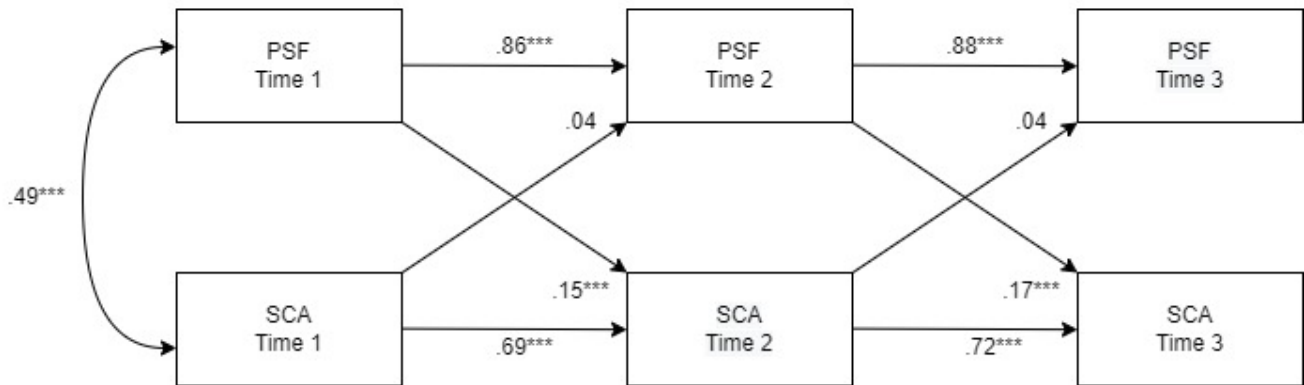 PSF
Time 1
.86***
PSF
Time 2
.88***
PSF
Time 3
.04
.04
.49***
.15***
.17***
SCA
Time 1
.69***
SCA
Time 2
.72***
SCA
Time 3